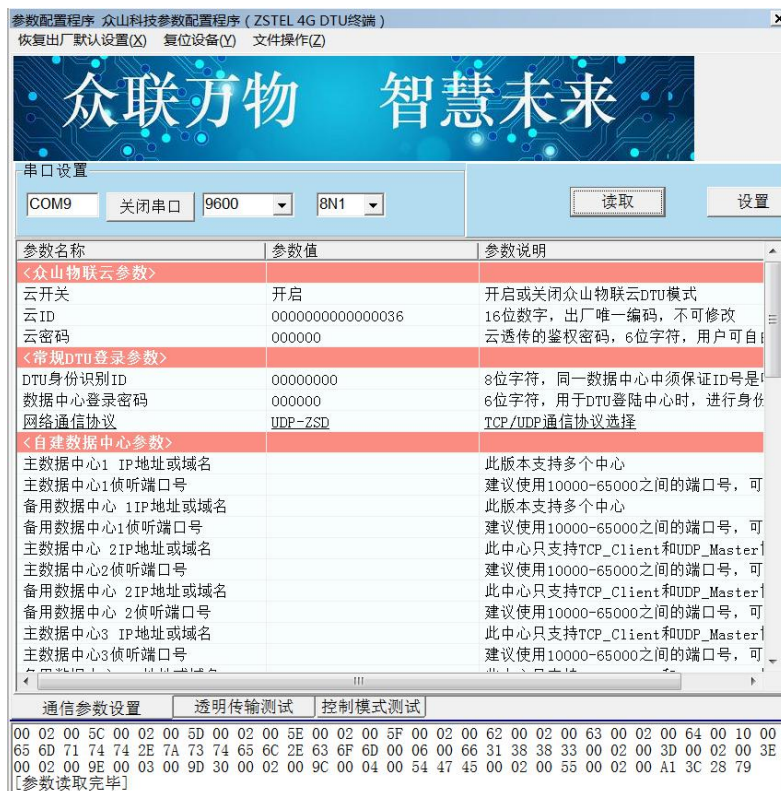 参数配置程序 众山科技参数配置程序（ZSTEL 4G DTU终端）
恢复出厂默认设置(X) 复位设备(Y) 文件操作(Z)
众联万物 智慧未来
串口设置
COM9 关闭串口 9600 8N1 读取 设置
参数名称 参数值 参数说明
<众山物联云参数>
云开关 开启 开启或关闭众山物联云DTU模式
云ID 0000000000000036 16位数字，出厂唯一编码，不可修改
云密码 000000 云透传的鉴权密码，6位字符，用户可自
<常规DTU登录参数>
DTU身份识别ID 00000000 8位字符，同一数据中心中须保证ID号是
数据中心登录密码 000000 6位字符，用于DTU登陆中心时，进行身份
网络通信协议 UDP-ZSD TCP/UDP通信协议选择
<自建数据中心参数>
主数据中心1 IP地址或域名 此版本支持多个中心
主数据中心1侦听端口号 建议使用10000-65000之间的端口号，可
备用数据中心 1IP地址或域名 此版本支持多个中心
备用数据中心1侦听端口号 建议使用10000-65000之间的端口号，可
主数据中心 2IP地址或域名 此中心只支持TCP_Client和UDP_Master
主数据中心2侦听端口号 建议使用10000-65000之间的端口号，可
备用数据中心 2IP地址或域名 此中心只支持TCP_Client和UDP_Master
备用数据中心 2侦听端口号 建议使用10000-65000之间的端口号，可
主数据中心3 IP地址或域名 此中心只支持TCP_Client和UDP_Master
主数据中心3侦听端口号 建议使用10000-65000之间的端口号，可
通信参数设置 透明传输测试 控制模式测试
00 02 00 5C 00 02 00 5D 00 02 00 5E 00 02 00 5F 00 02 00 62 00 02 00 63 00 02 00 64 00 10 00
65 6D 71 74 74 2E 7A 73 74 65 6C 2E 63 6F 6D 00 06 00 66 31 38 38 33 00 02 00 3D 00 02 00 3E
00 02 00 9E 00 03 00 9D 30 00 02 00 9C 00 04 00 54 47 45 00 02 00 55 00 02 00 A1 3C 28 79
[参数读取完毕]